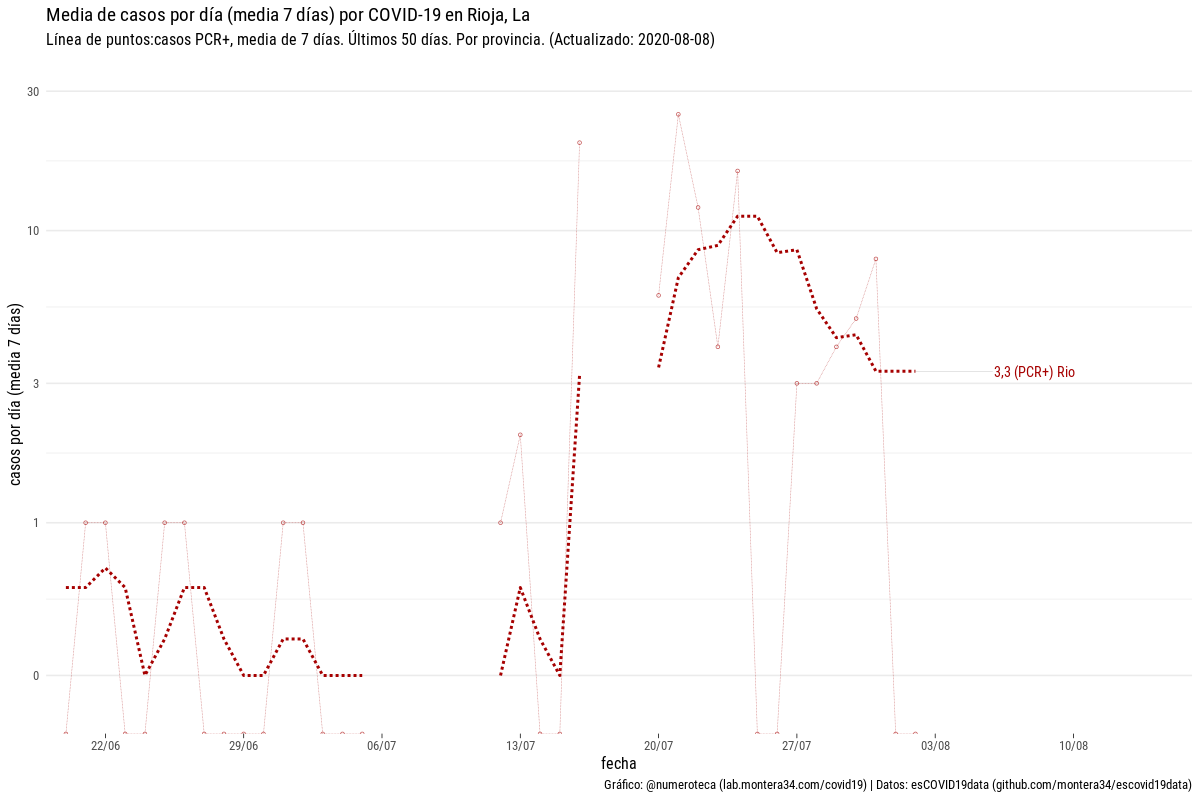 Media de casos por día (media 7 días) por COVID-19 en Rioja, La
Línea de puntos:casos PCR+, media de 7 días. Últimos 50 días. Por provincia. (Actualizado: 2020-08-08)
30
10
3
1
0
casos por día (media 7 días)
3,3 (PCR+) Rio
22/06 29/06 06/07 13/07 20/07 27/07 03/08 10/08
fecha
Gráfico: @numeroteca (lab.montera34.com/covid19) | Datos: esCOVID19data (github.com/montera34/escovid19data)